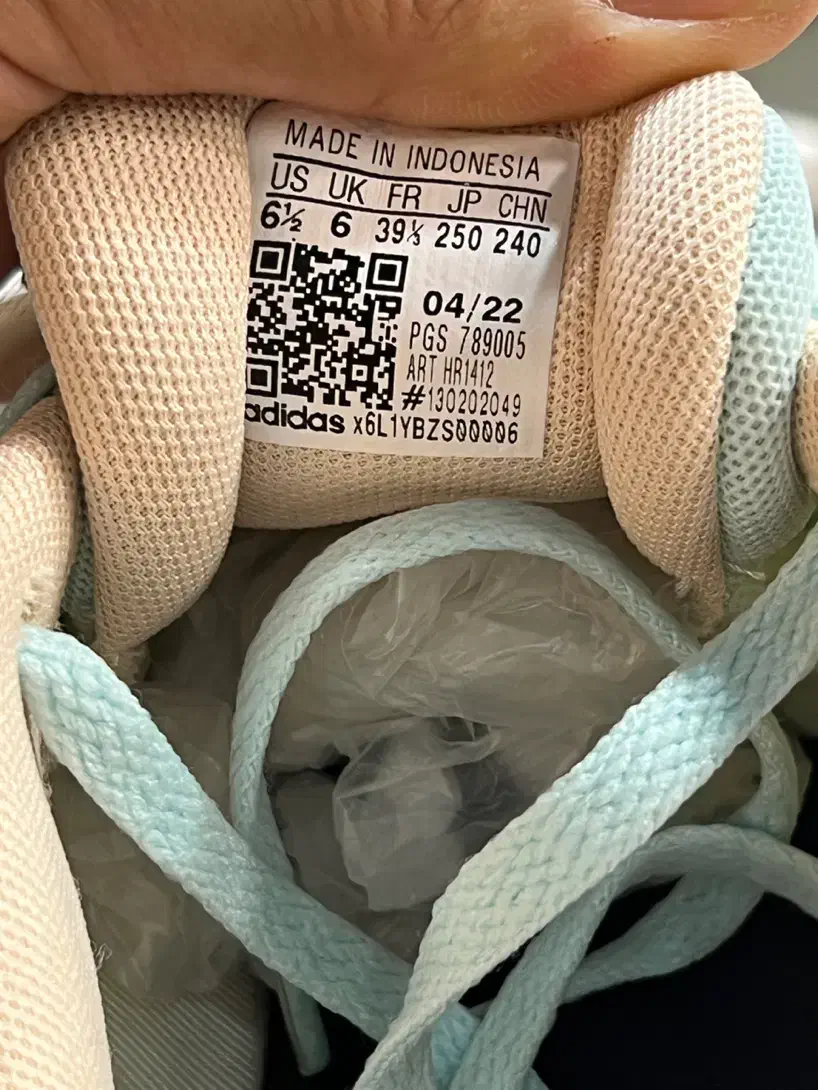 MADE IN INDONESIA
US UK FR JP CHN
6½ 6 39⅓ 250 240
04/22
PGS 789005
ART HR1412
#130202049
adidas x6L1YBZS00006